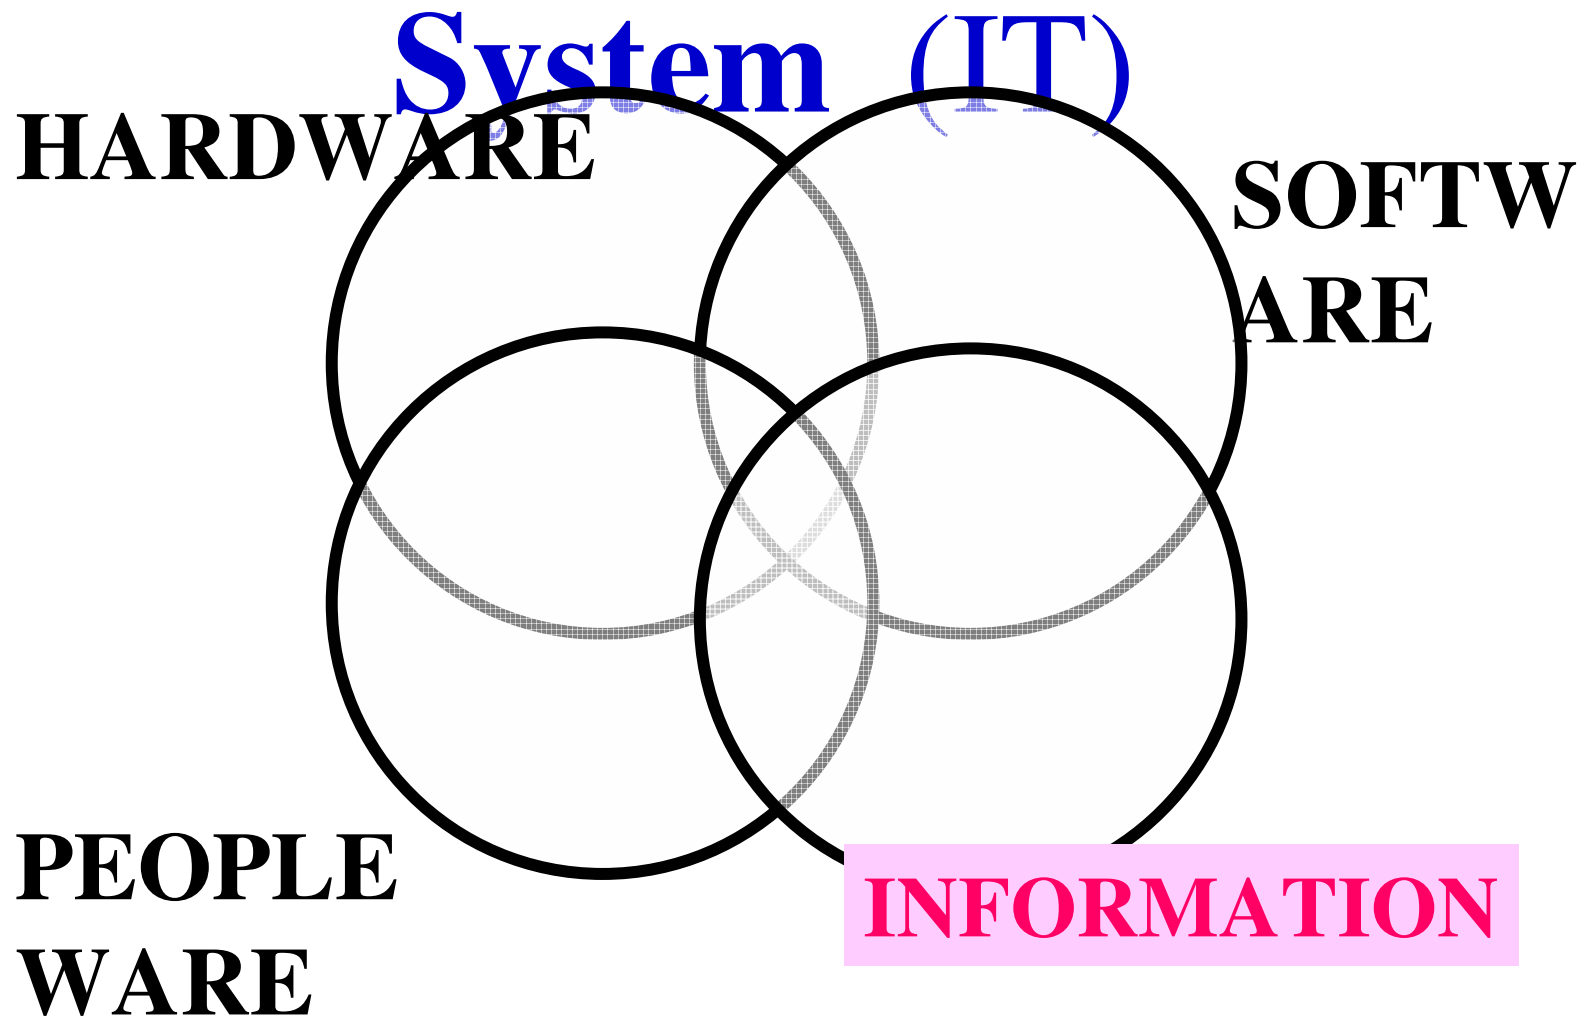 System (IT)
HARDWARE
SOFTW
ARE
PEOPLE
WARE
INFORMATION